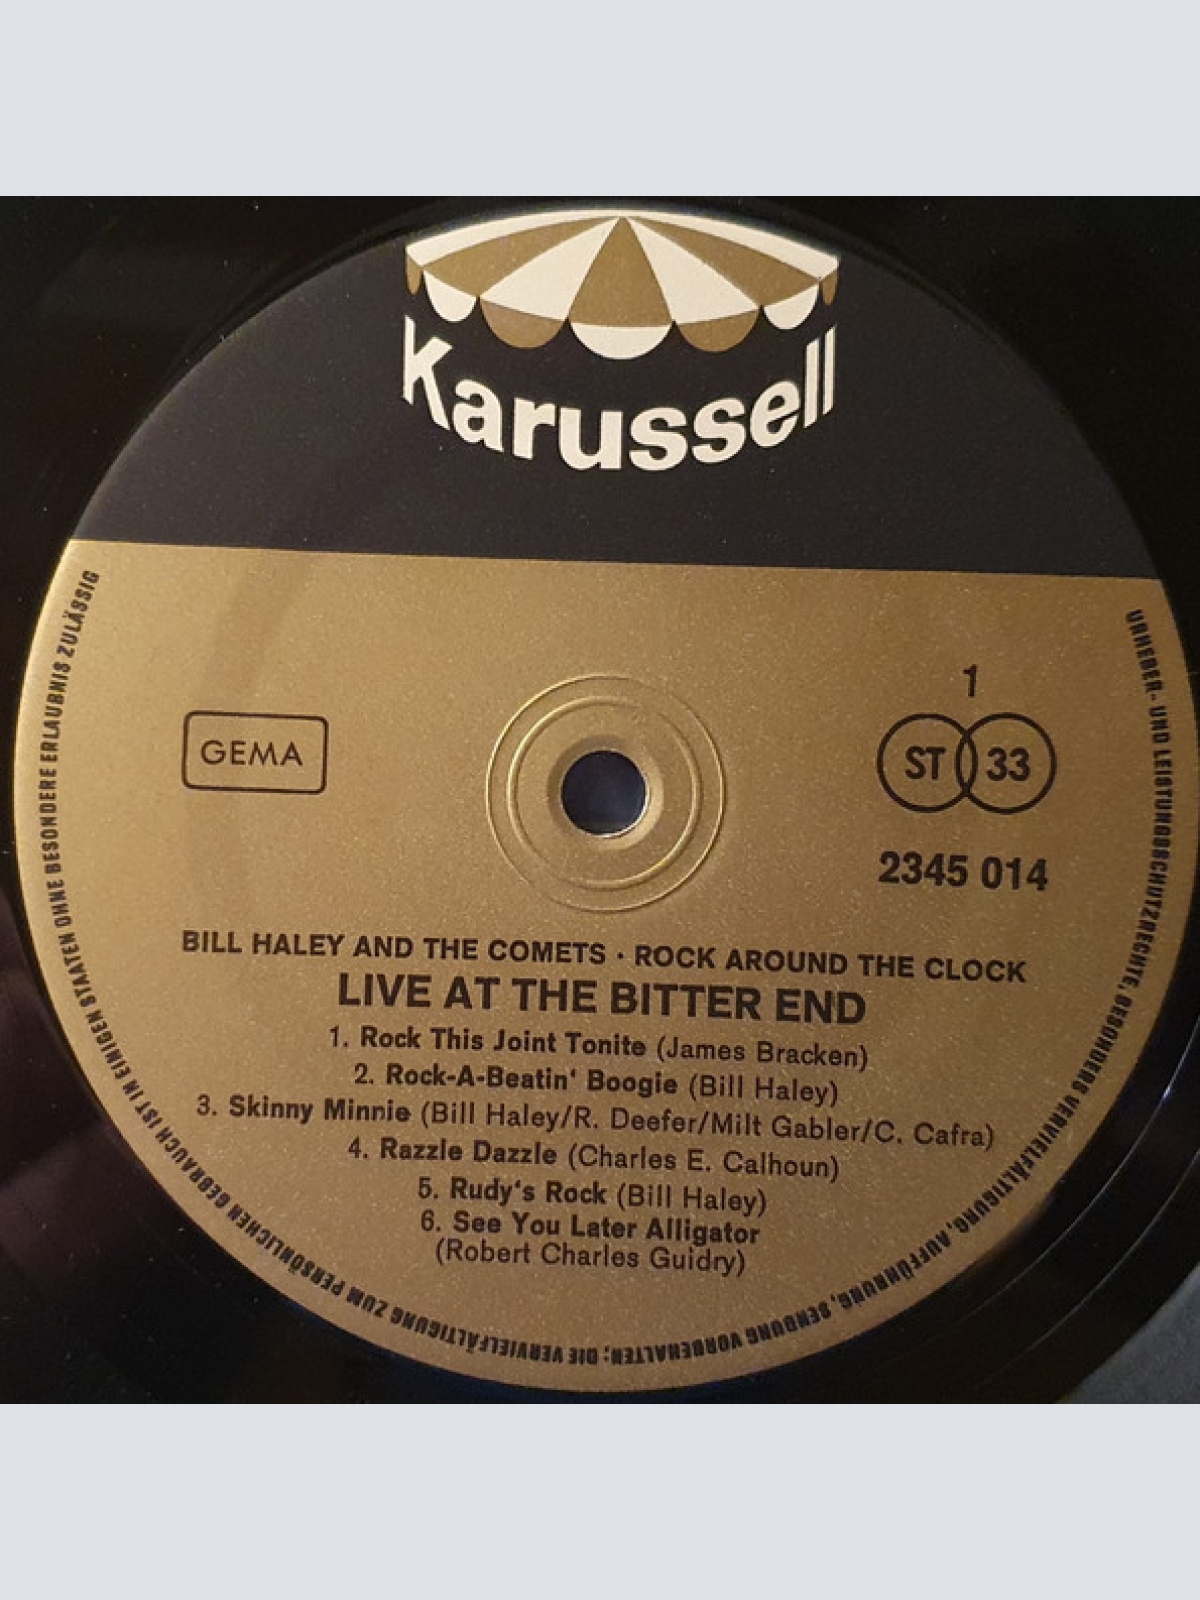 Karussell
GEMA
1
ST 33
2345 014
BILL HALEY AND THE COMETS · ROCK AROUND THE CLOCK
LIVE AT THE BITTER END
1. Rock This Joint Tonite (James Bracken)
2. Rock-A-Beatin' Boogie (Bill Haley)
3. Skinny Minnie (Bill Haley/R. Deefer/Milt Gabler/C. Cafra)
4. Razzle Dazzle (Charles E. Calhoun)
5. Rudy's Rock (Bill Haley)
6. See You Later Alligator
(Robert Charles Guidry)
URHEBER- UND LEISTUNGSSCHUTZRECHTE, BESONDERS VERVIELFÄLTIGUNG, AUFFÜHRUNG, SENDUNG VORBEHALTEN; DIE VERVIELFÄLTIGUNG ZUM PERSÖNLICHEN GEBRAUCH IST IN EINIGEN STAATEN OHNE BESONDERE ERLAUBNIS ZULÄSSIG